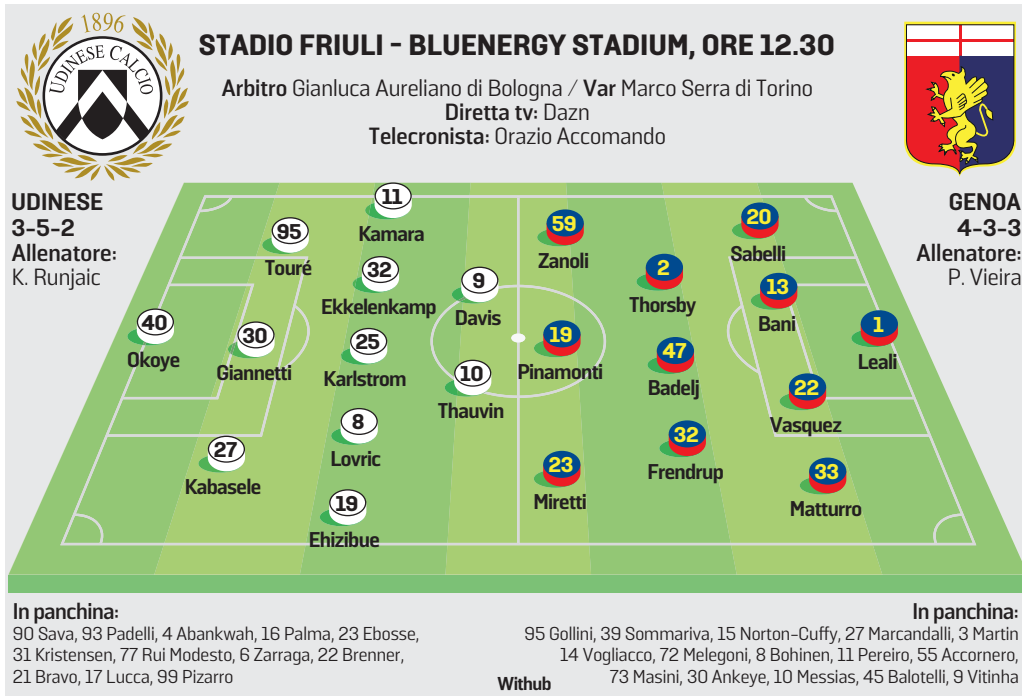 1896
UDINESE CALCIO
STADIO FRIULI - BLUENERGY STADIUM, ORE 12.30
Arbitro Gianluca Aureliano di Bologna / Var Marco Serra di Torino
Diretta tv: Dazn
Telecronista: Orazio Accomando
UDINESE
3-5-2
Allenatore:
K. Runjaic
GENOA
4-3-3
Allenatore:
P. Vieira
11
Kamara
95
Touré
32
Ekkelenkamp
9
Davis
40
Okoye
30
Giannetti
25
Karlstrom
10
Thauvin
8
Lovric
27
Kabasele
19
Ehizibue
59
Zanoli
20
Sabelli
2
Thorsby
13
Bani
19
Pinamonti
47
Badelj
1
Leali
22
Vasquez
32
Frendrup
23
Miretti
33
Matturro
In panchina:
90 Sava, 93 Padelli, 4 Abankwah, 16 Palma, 23 Ebosse,
31 Kristensen, 77 Rui Modesto, 6 Zarraga, 22 Brenner,
21 Bravo, 17 Lucca, 99 Pizarro
In panchina:
95 Gollini, 39 Sommariva, 15 Norton-Cuffy, 27 Marcandalli, 3 Martin
14 Vogliacco, 72 Melegoni, 8 Bohinen, 11 Pereiro, 55 Accornero,
73 Masini, 30 Ankeye, 10 Messias, 45 Balotelli, 9 Vitinha
Withub